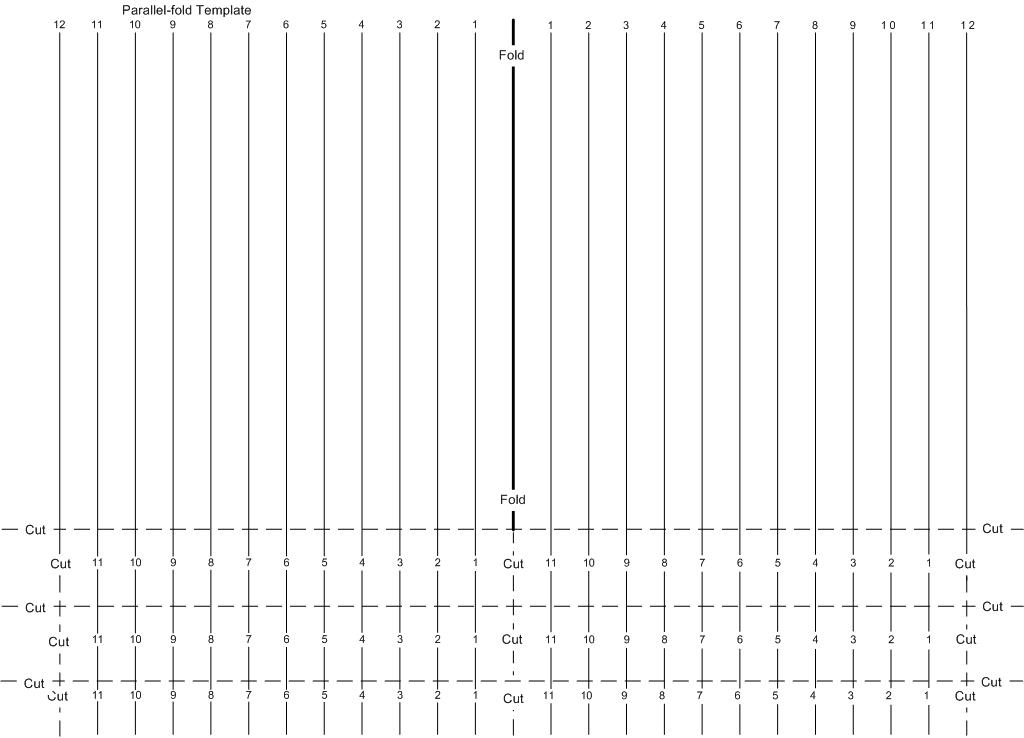 Parallel-fold Template
12 11 10 9 8 7 6 5 4 3 2 1 1 2 3 4 5 6 7 8 9 10 11 12
Fold
Fold
Cut Cut
Cut 11 10 9 8 7 6 5 4 3 2 1 Cut 11 10 9 8 7 6 5 4 3 2 1 Cut
Cut Cut
Cut 11 10 9 8 7 6 5 4 3 2 1 Cut 11 10 9 8 7 6 5 4 3 2 1 Cut
Cut Cut
Cut 11 10 9 8 7 6 5 4 3 2 1 Cut 11 10 9 8 7 6 5 4 3 2 1 Cut